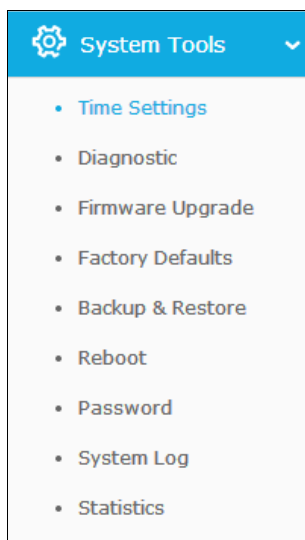 System Tools
Time Settings
Diagnostic
Firmware Upgrade
Factory Defaults
Backup & Restore
Reboot
Password
System Log
Statistics